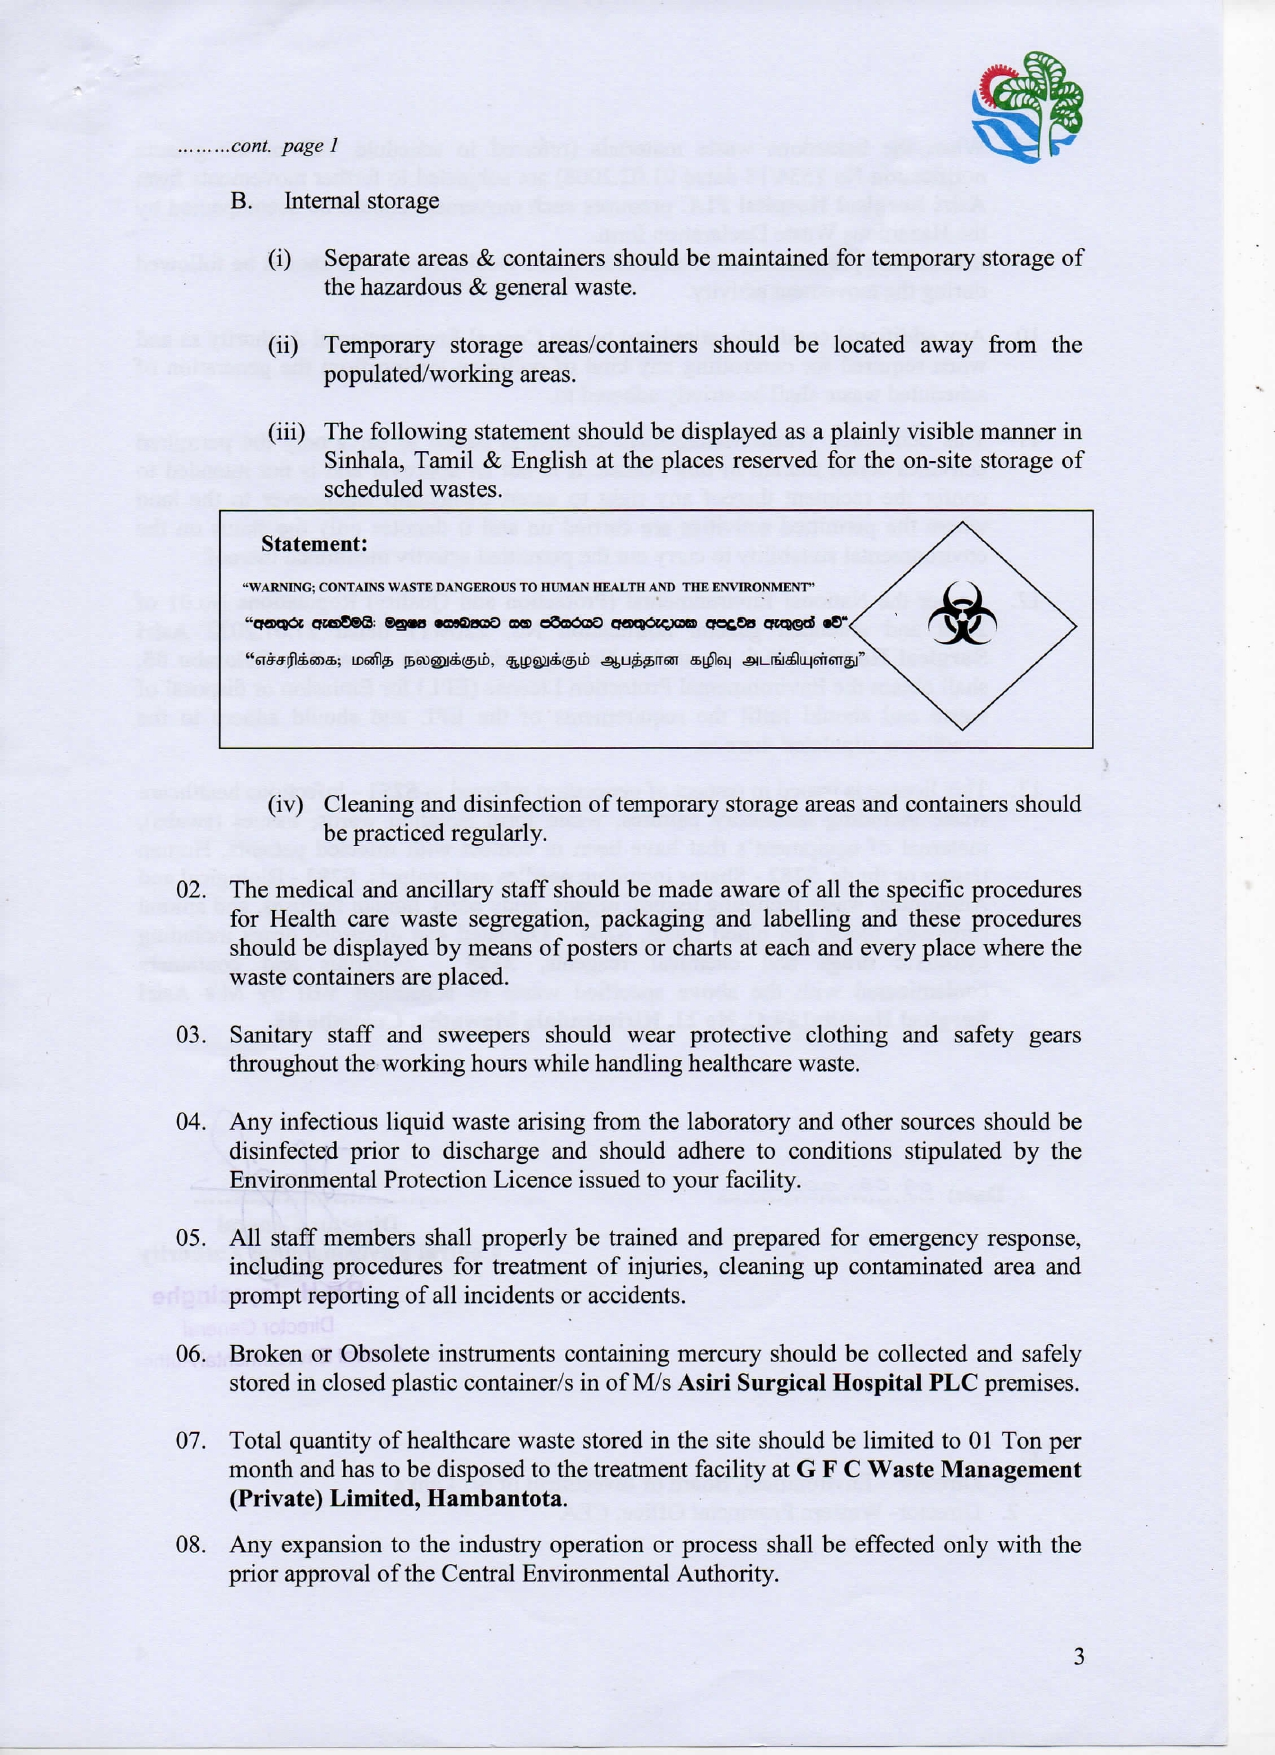 .........cont. page 1
B. Internal storage
(i) Separate areas & containers should be maintained for temporary storage of
the hazardous & general waste.
(ii) Temporary storage areas/containers should be located away from the
populated/working areas.
(iii) The following statement should be displayed as a plainly visible manner in
Sinhala, Tamil & English at the places reserved for the on-site storage of
scheduled wastes.
Statement:
“WARNING; CONTAINS WASTE DANGEROUS TO HUMAN HEALTH AND THE ENVIRONMENT”
“අනතුරු ඇඟවීමයි: මනුෂ්‍ය සෞඛ්‍යයට සහ පරිසරයට අනතුරුදායක අපද්‍රව්‍ය ඇතුළත් වේ”
“எச்சரிக்கை; மனித நலனுக்கும், சூழலுக்கும் ஆபத்தான கழிவு அடங்கியுள்ளது”
(iv) Cleaning and disinfection of temporary storage areas and containers should
be practiced regularly.
02. The medical and ancillary staff should be made aware of all the specific procedures
for Health care waste segregation, packaging and labelling and these procedures
should be displayed by means of posters or charts at each and every place where the
waste containers are placed.
03. Sanitary staff and sweepers should wear protective clothing and safety gears
throughout the working hours while handling healthcare waste.
04. Any infectious liquid waste arising from the laboratory and other sources should be
disinfected prior to discharge and should adhere to conditions stipulated by the
Environmental Protection Licence issued to your facility.
05. All staff members shall properly be trained and prepared for emergency response,
including procedures for treatment of injuries, cleaning up contaminated area and
prompt reporting of all incidents or accidents.
06. Broken or Obsolete instruments containing mercury should be collected and safely
stored in closed plastic container/s in of M/s Asiri Surgical Hospital PLC premises.
07. Total quantity of healthcare waste stored in the site should be limited to 01 Ton per
month and has to be disposed to the treatment facility at G F C Waste Management
(Private) Limited, Hambantota.
08. Any expansion to the industry operation or process shall be effected only with the
prior approval of the Central Environmental Authority.
3